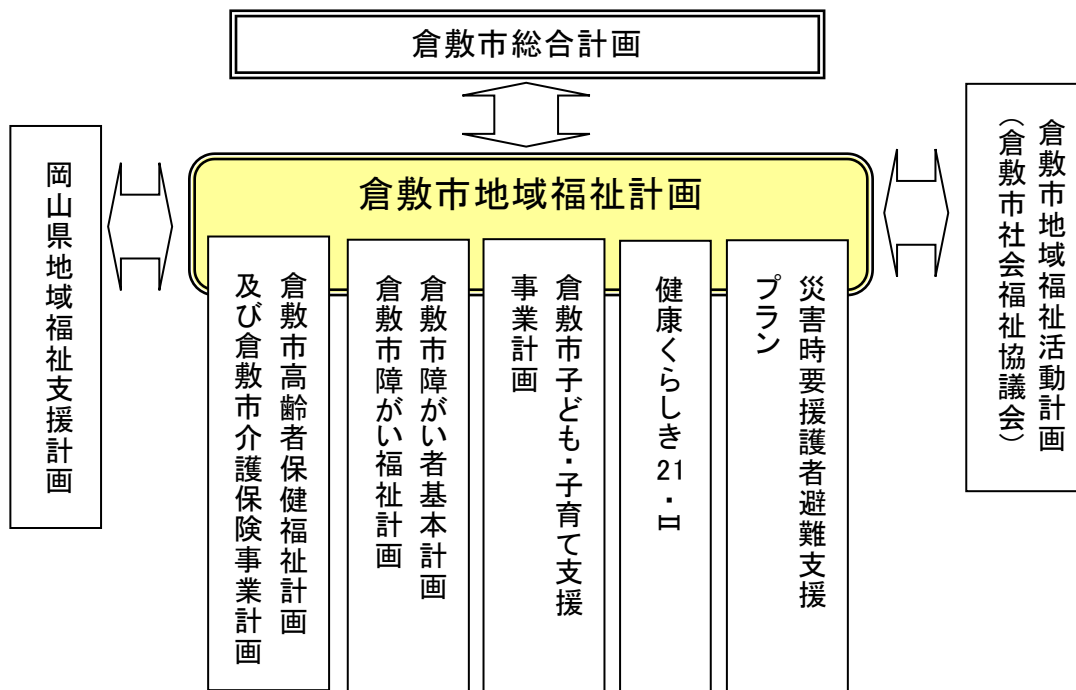 倉敷市総合計画
倉敷市地域福祉計画
岡山県地域福祉支援計画
倉敷市高齢者保健福祉計画
及び倉敷市介護保険事業計画
倉敷市障がい者基本計画
倉敷市障がい福祉計画
倉敷市子ども・子育て支援
事業計画
健康くらしき21・Ⅱ
災害時要援護者避難支援
プラン
倉敷市地域福祉活動計画
（倉敷市社会福祉協議会）